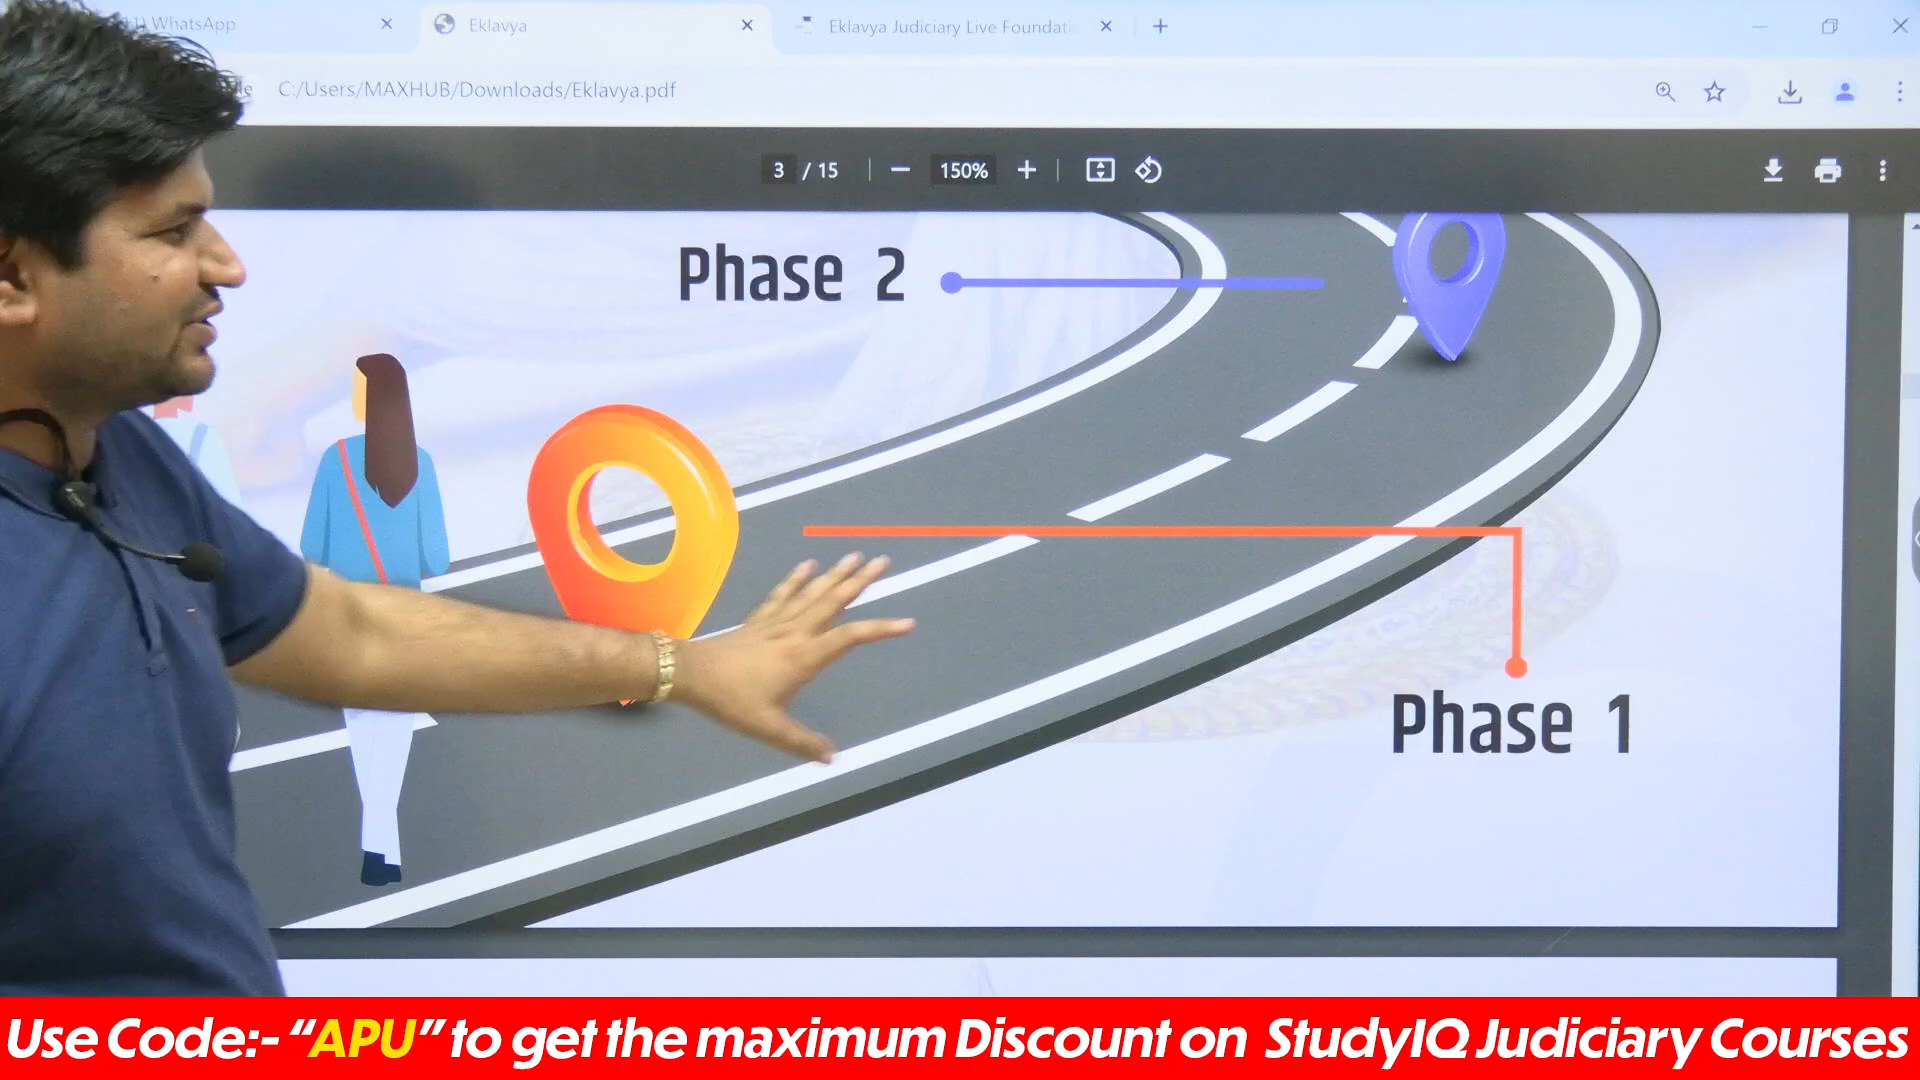 WhatsApp
Eklavya
Eklavya Judiciary Live Foundati
C:/Users/MAXHUB/Downloads/Eklavya.pdf
3 / 15
150%
Phase 2
Phase 1
Use Code:- “APU” to get the maximum Discount on StudyIQ Judiciary Courses